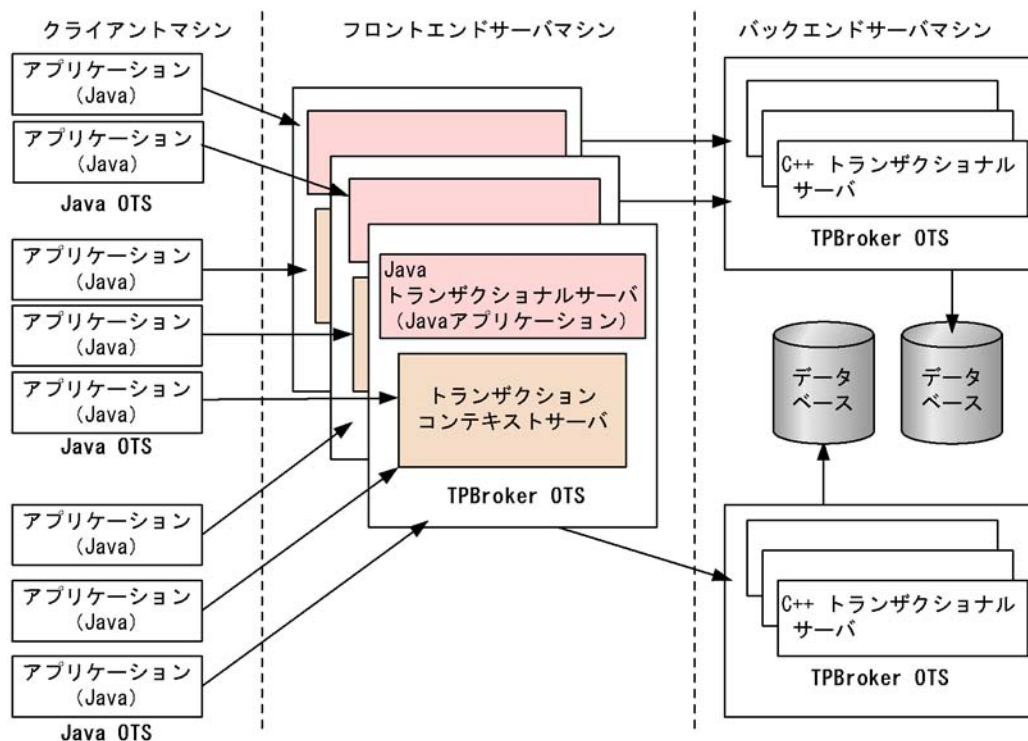 クライアントマシン
フロントエンドサーバマシン
バックエンドサーバマシン
アプリケーション
(Java)
アプリケーション
(Java)
Java OTS
アプリケーション
(Java)
アプリケーション
(Java)
アプリケーション
(Java)
Java OTS
アプリケーション
(Java)
アプリケーション
(Java)
アプリケーション
(Java)
Java OTS
Java
トランザクショナルサーバ
(Javaアプリケーション)
トランザクション
コンテキストサーバ
TPBroker OTS
C++ トランザクショナル
サーバ
TPBroker OTS
データ
ベース
データ
ベース
C++ トランザクショナル
サーバ
TPBroker OTS